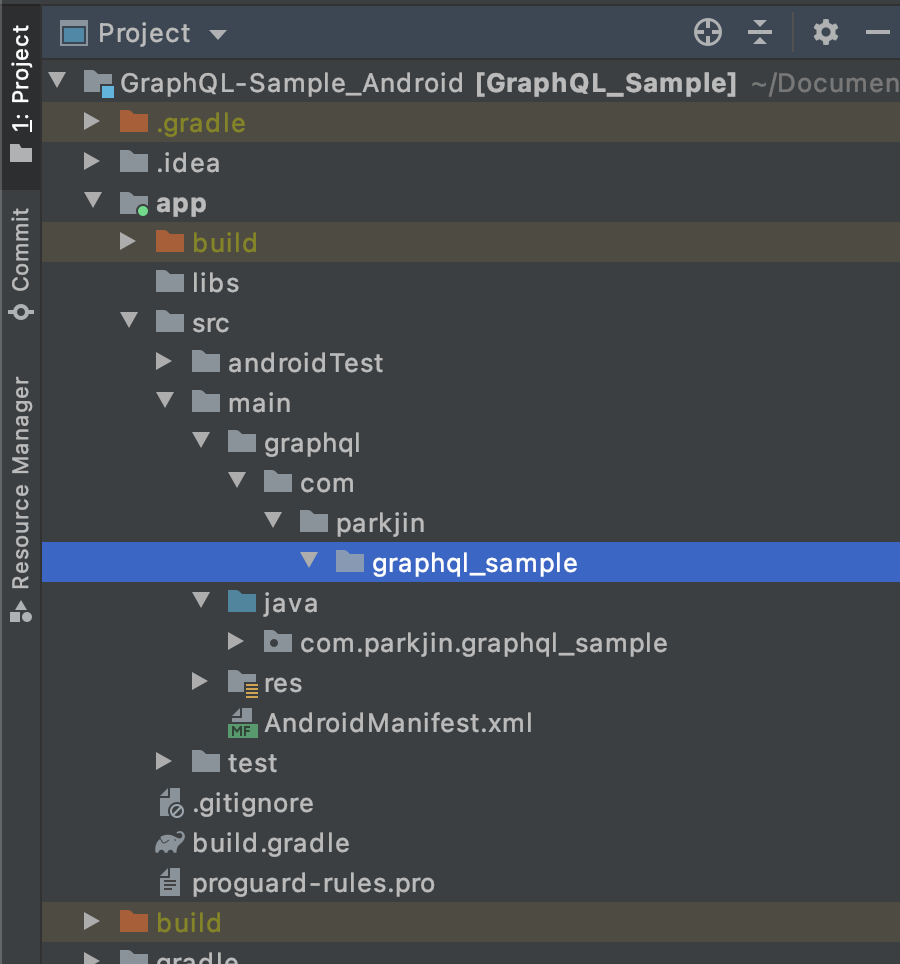 Project
GraphQL-Sample_Android [GraphQL_Sample] ~/Documen
.gradle
.idea
app
build
libs
src
androidTest
main
graphql
com
parkjin
graphql_sample
java
com.parkjin.graphql_sample
res
MF AndroidManifest.xml
test
.gitignore
build.gradle
proguard-rules.pro
build
gradle
1: Project
Commit
Resource Manager